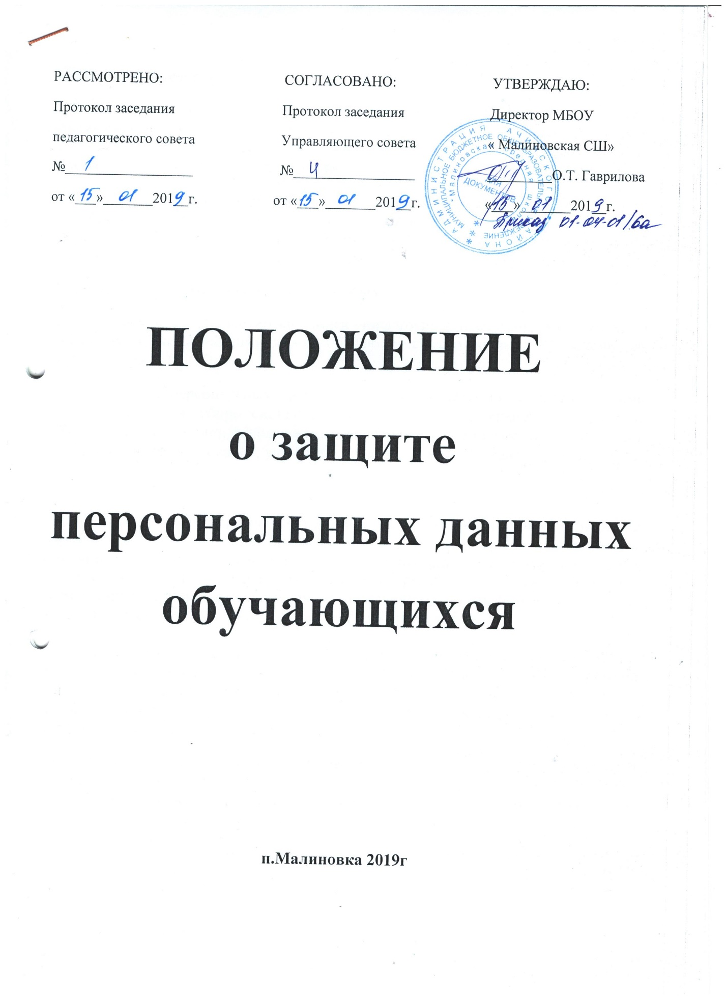 РАССМОТРЕНО:
Протокол заседания
педагогического совета
№ 1
от «15» 01 2019 г.
СОГЛАСОВАНО:
Протокол заседания
Управляющего совета
№ 4
от «15» 01 2019 г.
УТВЕРЖДАЮ:
Директор МБОУ
« Малиновская СШ»
О.Т. Гаврилова
«15» 01 2019 г.
Приказ 01-04-01/6а
АДМИНИСТРАЦИЯ АЧИНСКОГО РАЙОНА
МУНИЦИПАЛЬНОЕ БЮДЖЕТНОЕ ОБЩЕОБРАЗОВАТЕЛЬНОЕ УЧРЕЖДЕНИЕ
Малиновская средняя школа
ДЛЯ
ДОКУМЕНТОВ
ПОЛОЖЕНИЕ
о защите
персональных данных
обучающихся
п.Малиновка 2019г